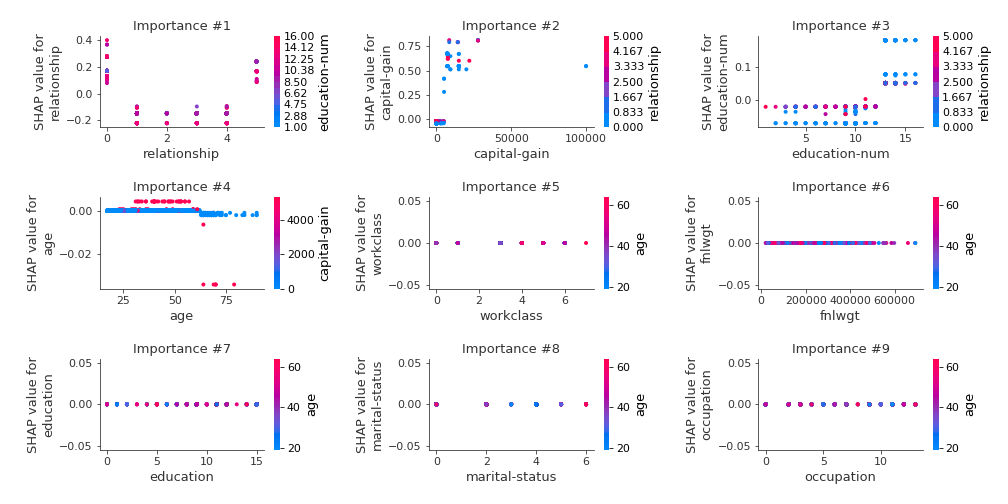 Importance #1
SHAP value for
relationship
0.4
0.2
0.0
−0.2
0
2
4
relationship
16.00
14.12
12.25
10.38
8.50
6.62
4.75
2.88
1.00
education-num
Importance #2
SHAP value for
capital-gain
0.75
0.50
0.25
0.00
0
50000
100000
capital-gain
5.000
4.167
3.333
2.500
1.667
0.833
0.000
relationship
Importance #3
SHAP value for
education-num
0.1
0.0
5
10
15
education-num
5.000
4.167
3.333
2.500
1.667
0.833
0.000
relationship
Importance #4
SHAP value for
age
0.00
−0.02
25
50
75
age
4000
2000
0
capital-gain
Importance #5
SHAP value for
workclass
0.05
0.00
−0.05
0
2
4
6
workclass
60
40
20
age
Importance #6
SHAP value for
fnlwgt
0.05
0.00
−0.05
0
200000
400000
600000
fnlwgt
60
40
20
age
Importance #7
SHAP value for
education
0.05
0.00
−0.05
0
5
10
15
education
60
40
20
age
Importance #8
SHAP value for
marital-status
0.05
0.00
−0.05
0
2
4
6
marital-status
60
40
20
age
Importance #9
SHAP value for
occupation
0.05
0.00
−0.05
0
5
10
occupation
60
40
20
age